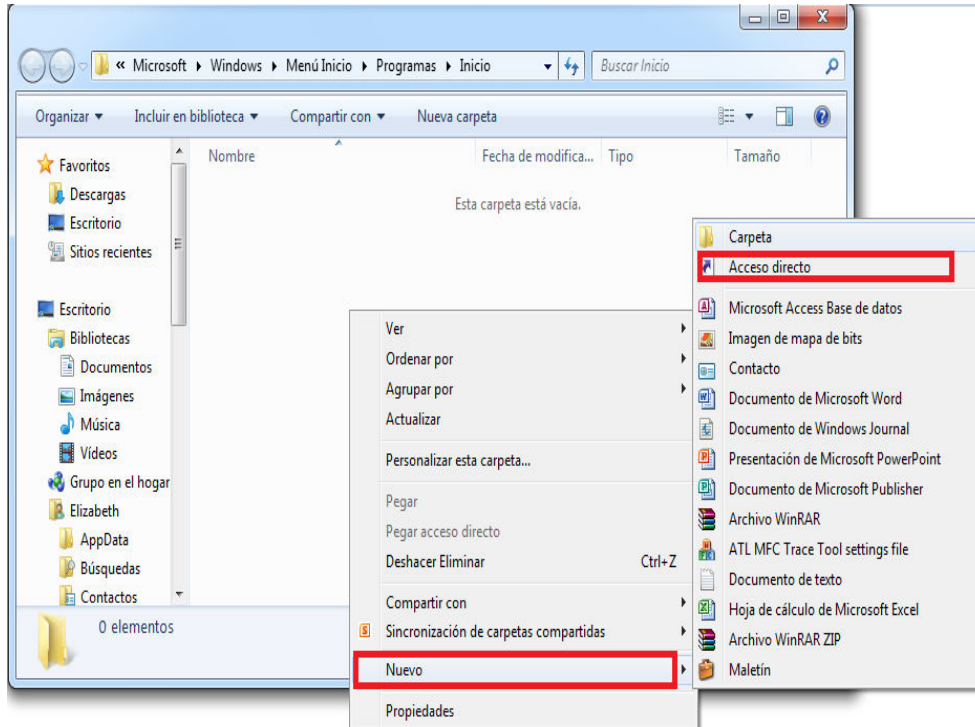 « Microsoft ▸ Windows ▸ Menú Inicio ▸ Programas ▸ Inicio
Buscar Inicio
Organizar
Incluir en biblioteca
Compartir con
Nueva carpeta
Nombre
Fecha de modifica...
Tipo
Tamaño
Esta carpeta está vacía.
Favoritos
Descargas
Escritorio
Sitios recientes
Escritorio
Bibliotecas
Documentos
Imágenes
Música
Vídeos
Grupo en el hogar
Elizabeth
AppData
Búsquedas
Contactos
0 elementos
Ver
Ordenar por
Agrupar por
Actualizar
Personalizar esta carpeta...
Pegar
Pegar acceso directo
Deshacer Eliminar Ctrl+Z
Compartir con
Sincronización de carpetas compartidas
Nuevo
Propiedades
Carpeta
Acceso directo
Microsoft Access Base de datos
Imagen de mapa de bits
Contacto
Documento de Microsoft Word
Documento de Windows Journal
Presentación de Microsoft PowerPoint
Documento de Microsoft Publisher
Archivo WinRAR
ATL MFC Trace Tool settings file
Documento de texto
Hoja de cálculo de Microsoft Excel
Archivo WinRAR ZIP
Maletín